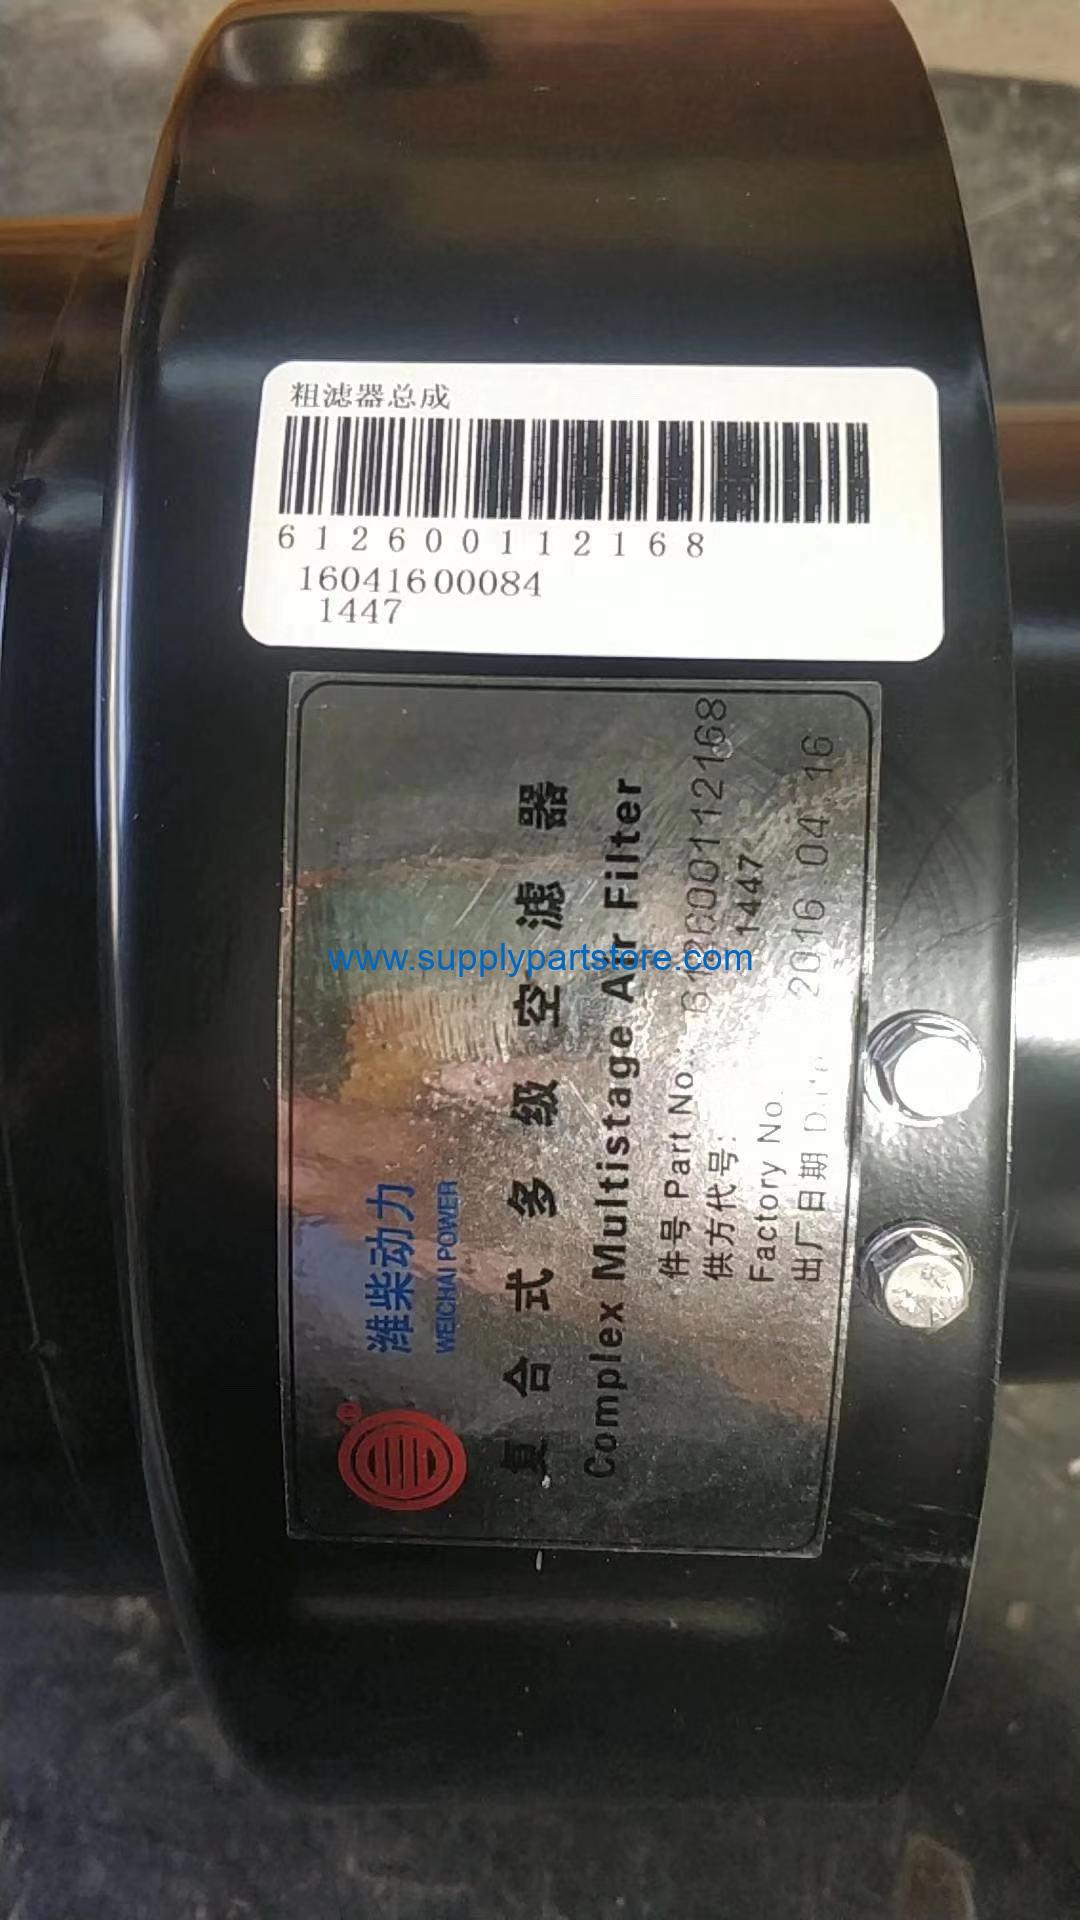 粗滤器总成
612600112168
16041600084
1447
潍柴动力
WEICHAI POWER
复合式多级空滤器
Complex Multistage Air Filter
件号 Part No. 612600112168
供方代号: 1447
Factory No.
出厂日期 Date 2016.04.16
www.supplypartstore.com